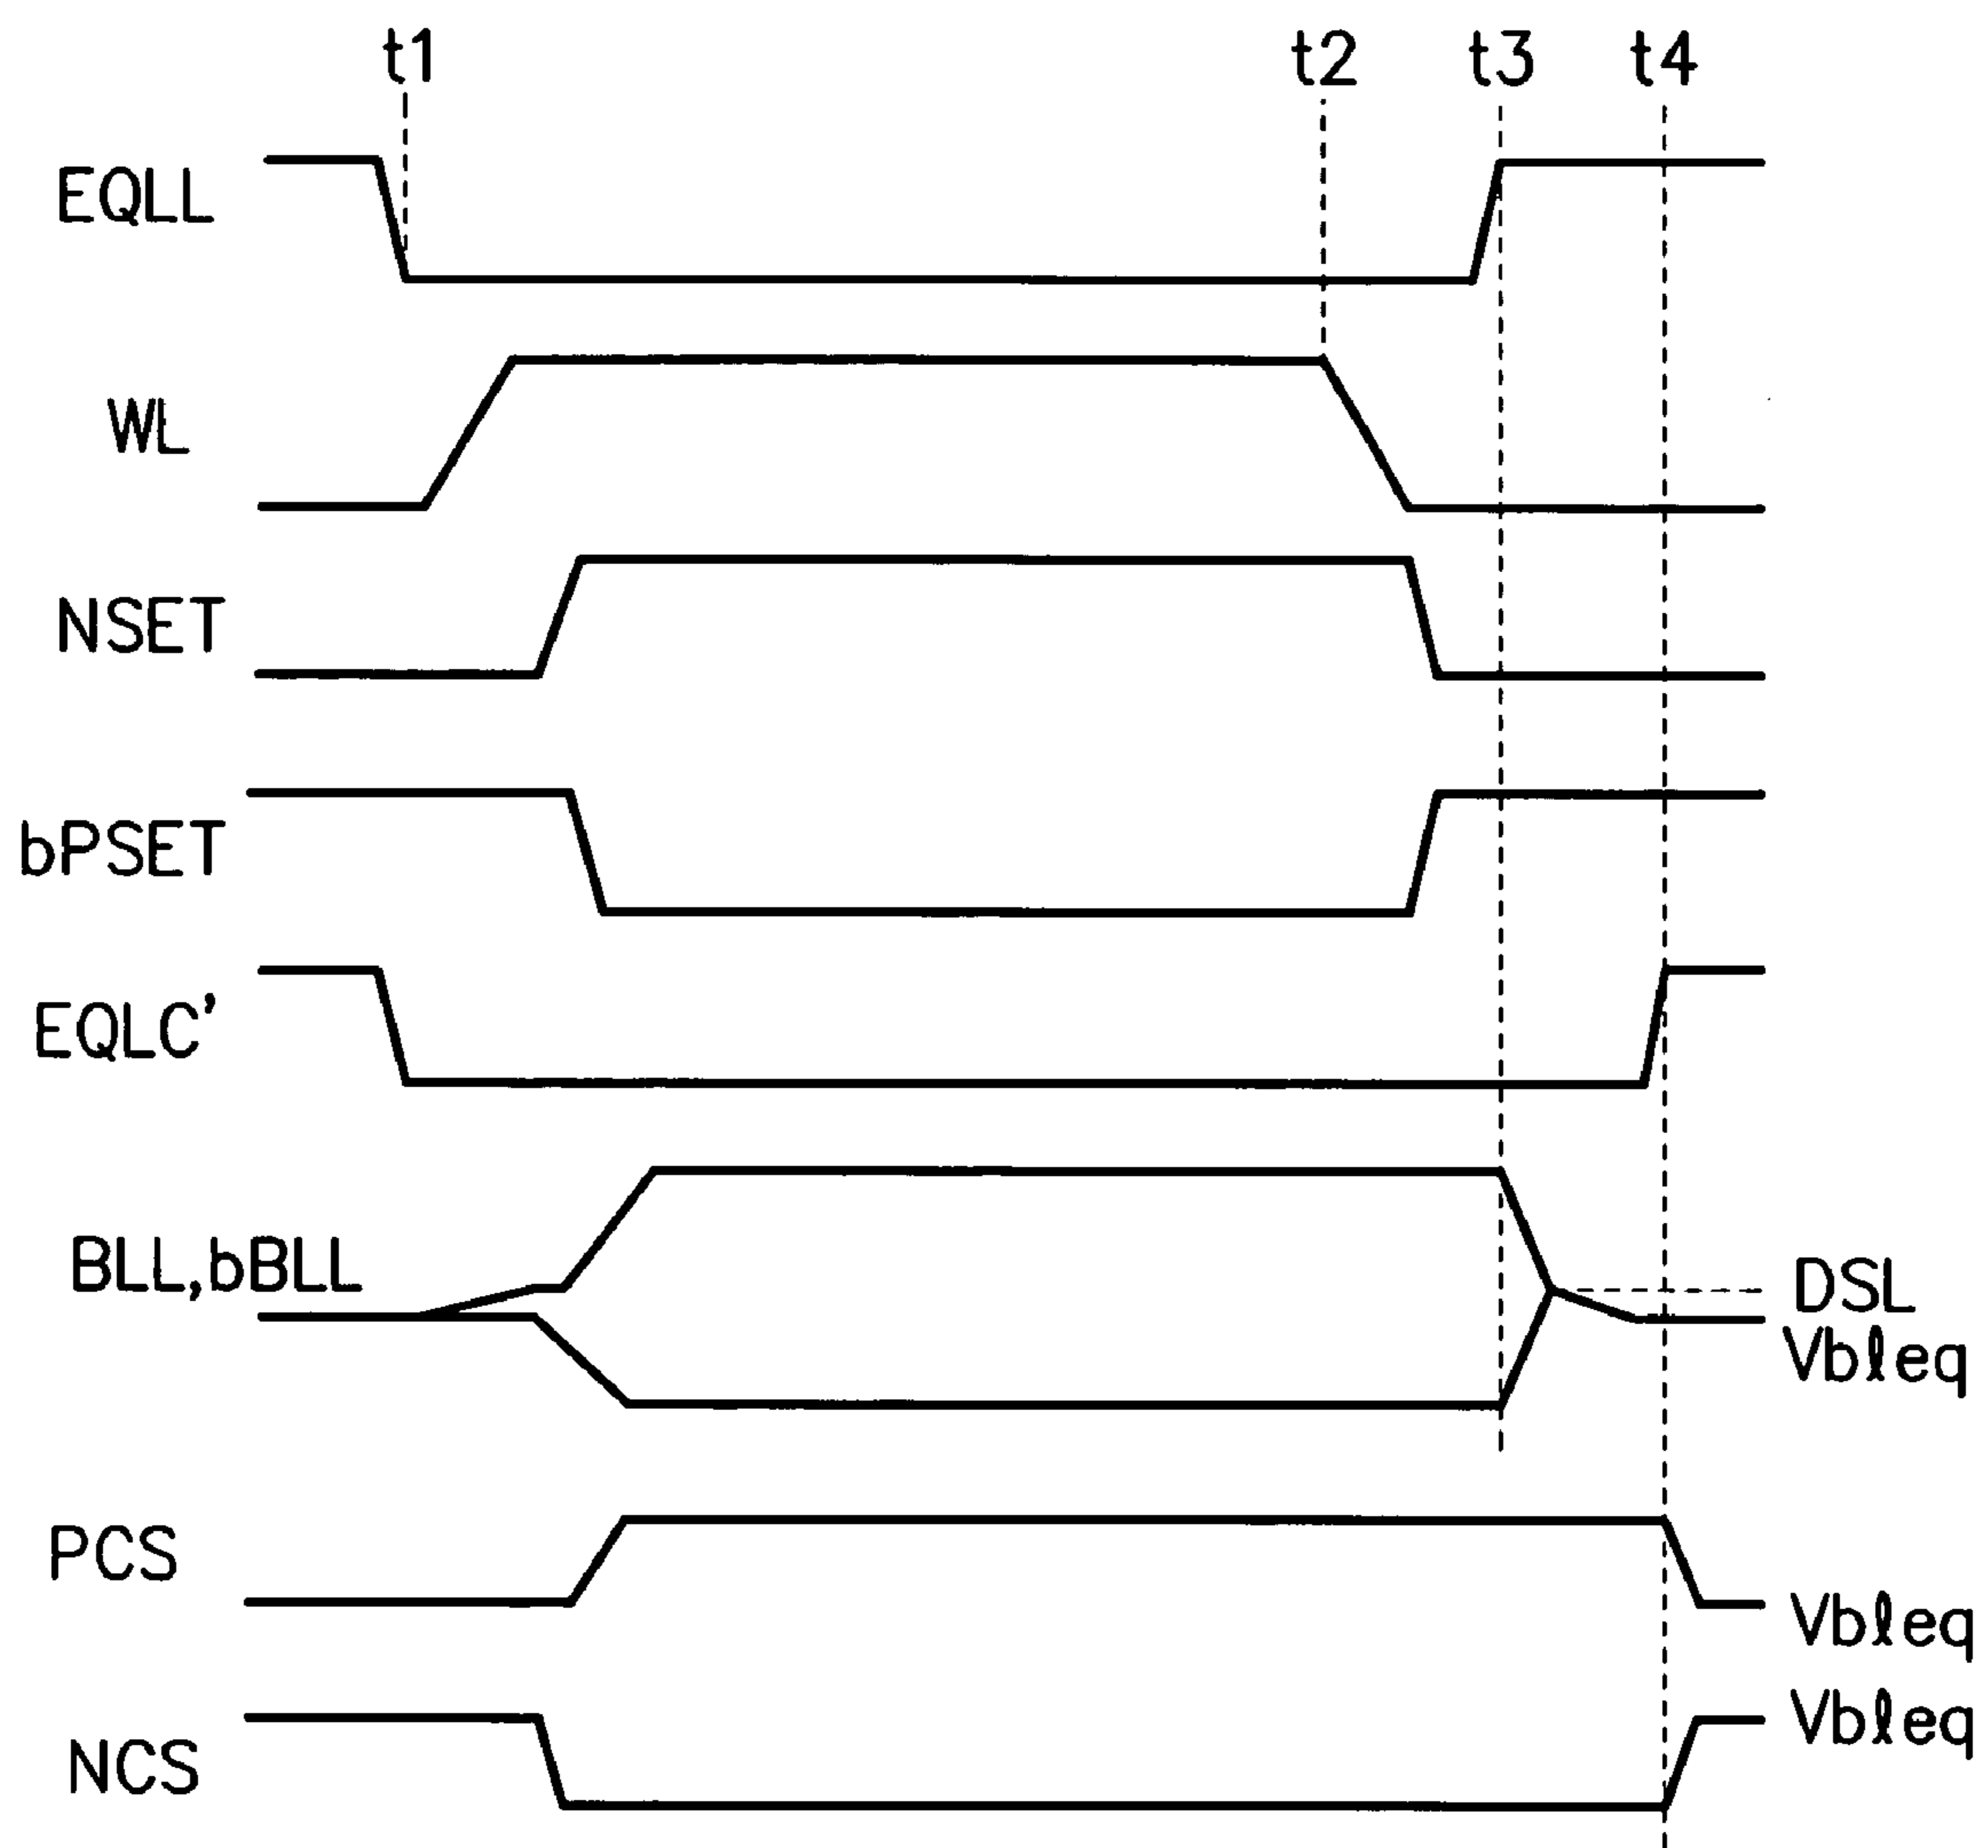 t1 t2 t3 t4
EQLL
WL
NSET
bPSET
EQLC'
BLL,bBLL
DSL
Vbleq
PCS
Vbleq
Vbleq
NCS